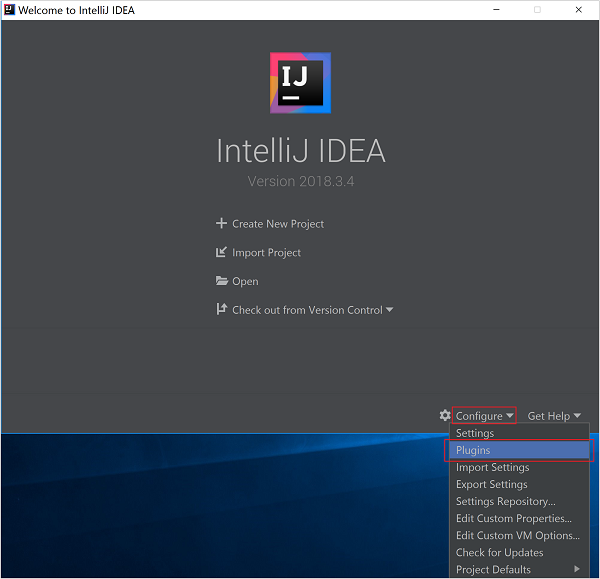 Welcome to IntelliJ IDEA
IJ
IntelliJ IDEA
Version 2018.3.4
Create New Project
Import Project
Open
Check out from Version Control
Configure
Get Help
Settings
Plugins
Import Settings
Export Settings
Settings Repository...
Edit Custom Properties...
Edit Custom VM Options...
Check for Updates
Project Defaults